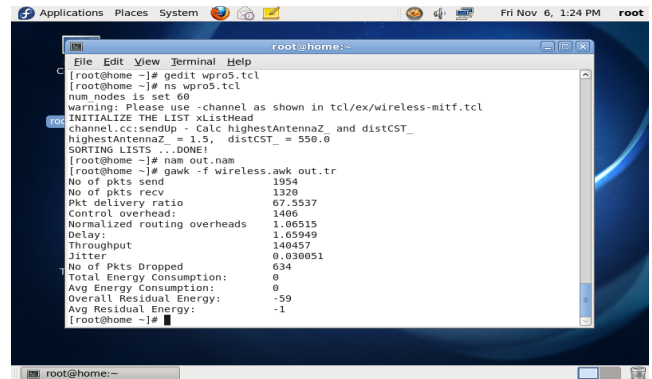 Applications Places System Fri Nov 6, 1:24 PM root
root@home:~
File Edit View Terminal Help
[root@home ~]# gedit wpro5.tcl
[root@home ~]# ns wpro5.tcl
num_nodes is set 60
warning: Please use -channel as shown in tcl/ex/wireless-mitf.tcl
INITIALIZE THE LIST xListHead
channel.cc:sendUp - Calc highestAntennaZ_ and distCST_
highestAntennaZ_ = 1.5, distCST_ = 550.0
SORTING LISTS ...DONE!
[root@home ~]# nam out.nam
[root@home ~]# gawk -f wireless.awk out.tr
No of pkts send 1954
No of pkts recv 1320
Pkt delivery ratio 67.5537
Control overhead: 1406
Normalized routing overheads 1.06515
Delay: 1.65949
Throughput 140457
Jitter 0.030051
No of Pkts Dropped 634
Total Energy Consumption: 0
Avg Energy Consumption: 0
Overall Residual Energy: -59
Avg Residual Energy: -1
[root@home ~]#
root@home:~